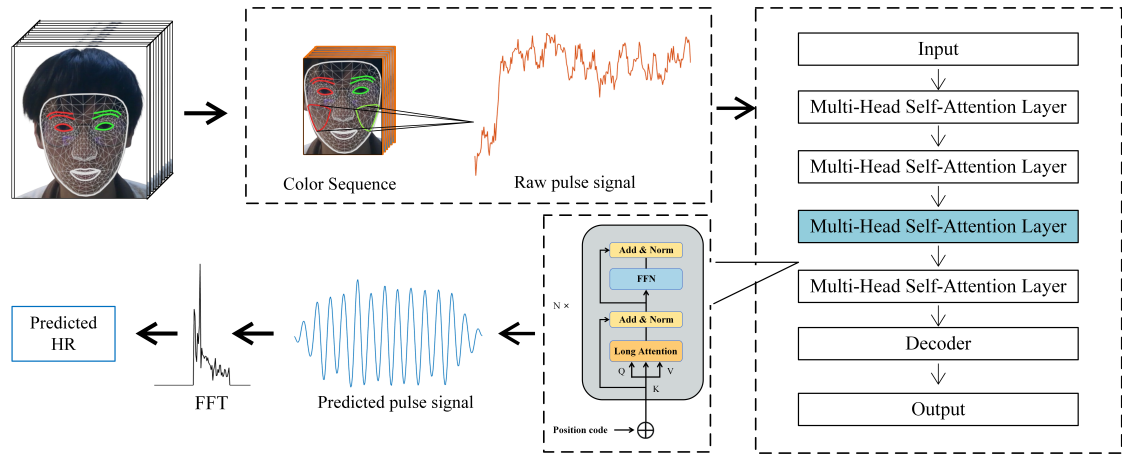 Color Sequence
Raw pulse signal
Input
Multi-Head Self-Attention Layer
Multi-Head Self-Attention Layer
Multi-Head Self-Attention Layer
Multi-Head Self-Attention Layer
Decoder
Output
Add & Norm
FFN
N ×
Add & Norm
Long Attention
Q
V
K
Position code
Predicted pulse signal
FFT
Predicted
HR